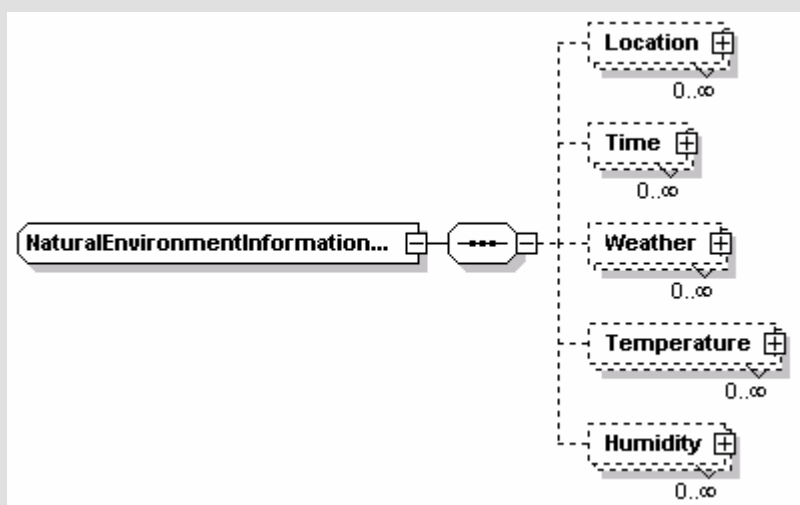 Location
0..∞
Time
0..∞
NaturalEnvironmentInformation...
Weather
0..∞
Temperature
0..∞
Humidity
0..∞